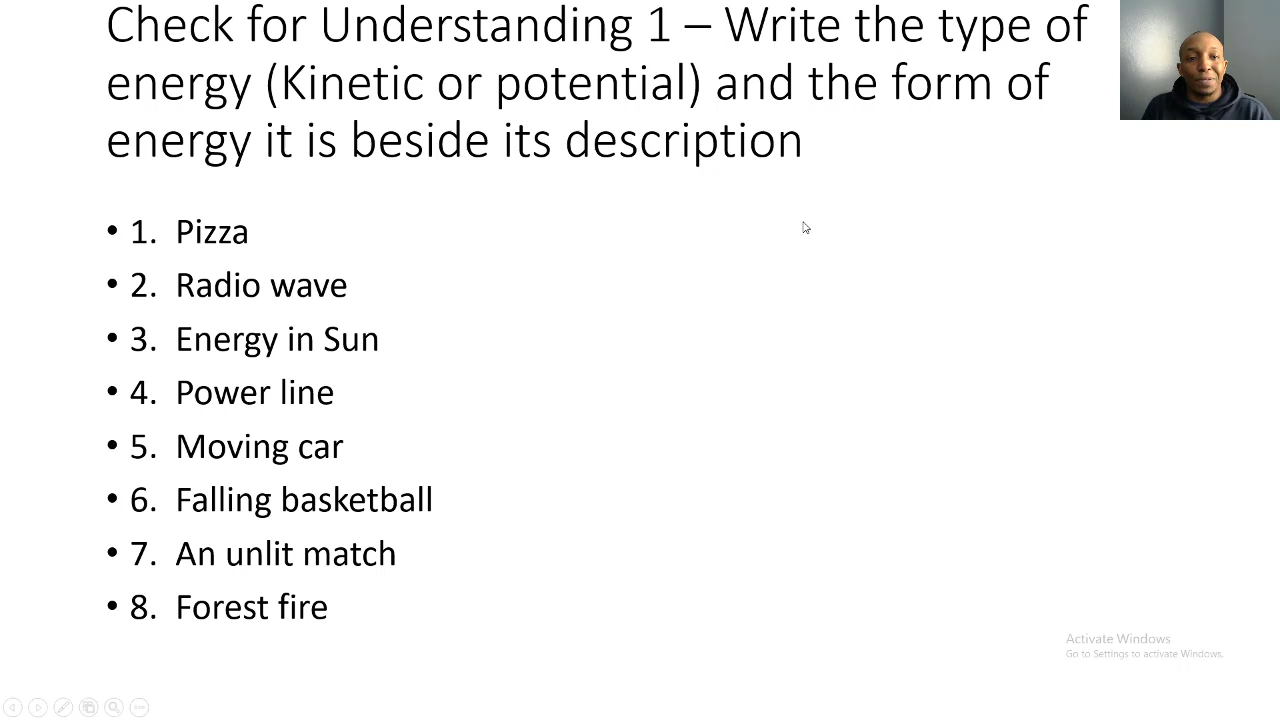 Check for Understanding 1 – Write the type of
energy (Kinetic or potential) and the form of
energy it is beside its description
• 1. Pizza
• 2. Radio wave
• 3. Energy in Sun
• 4. Power line
• 5. Moving car
• 6. Falling basketball
• 7. An unlit match
• 8. Forest fire
Activate Windows
Go to Settings to activate Windows.